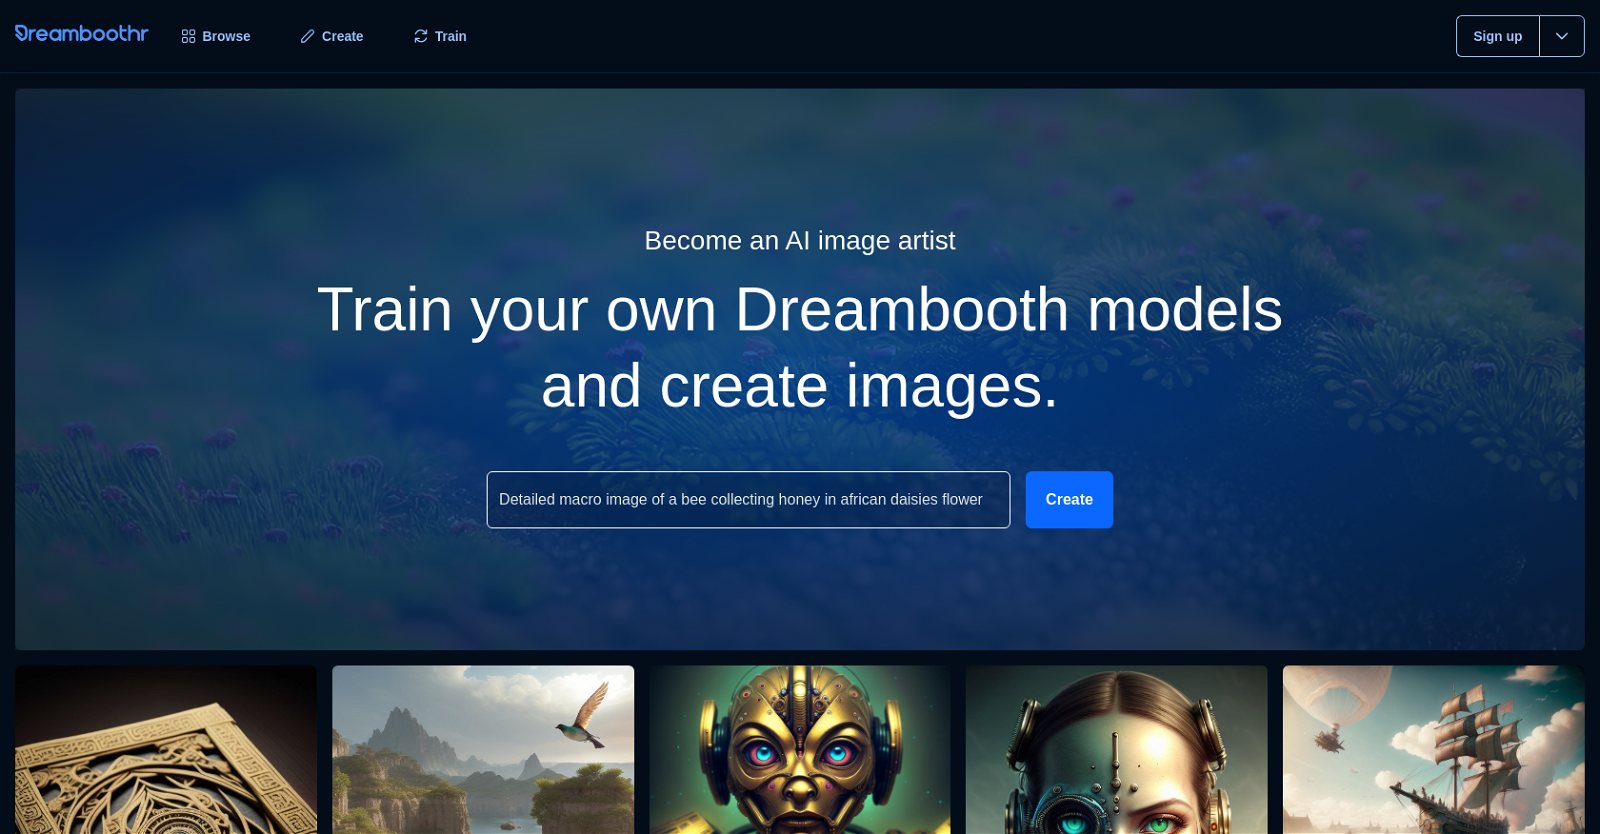 Dreamboothr
Browse
Create
Train
Sign up
Become an AI image artist
Train your own Dreambooth models
and create images.
Detailed macro image of a bee collecting honey in african daisies flower
Create